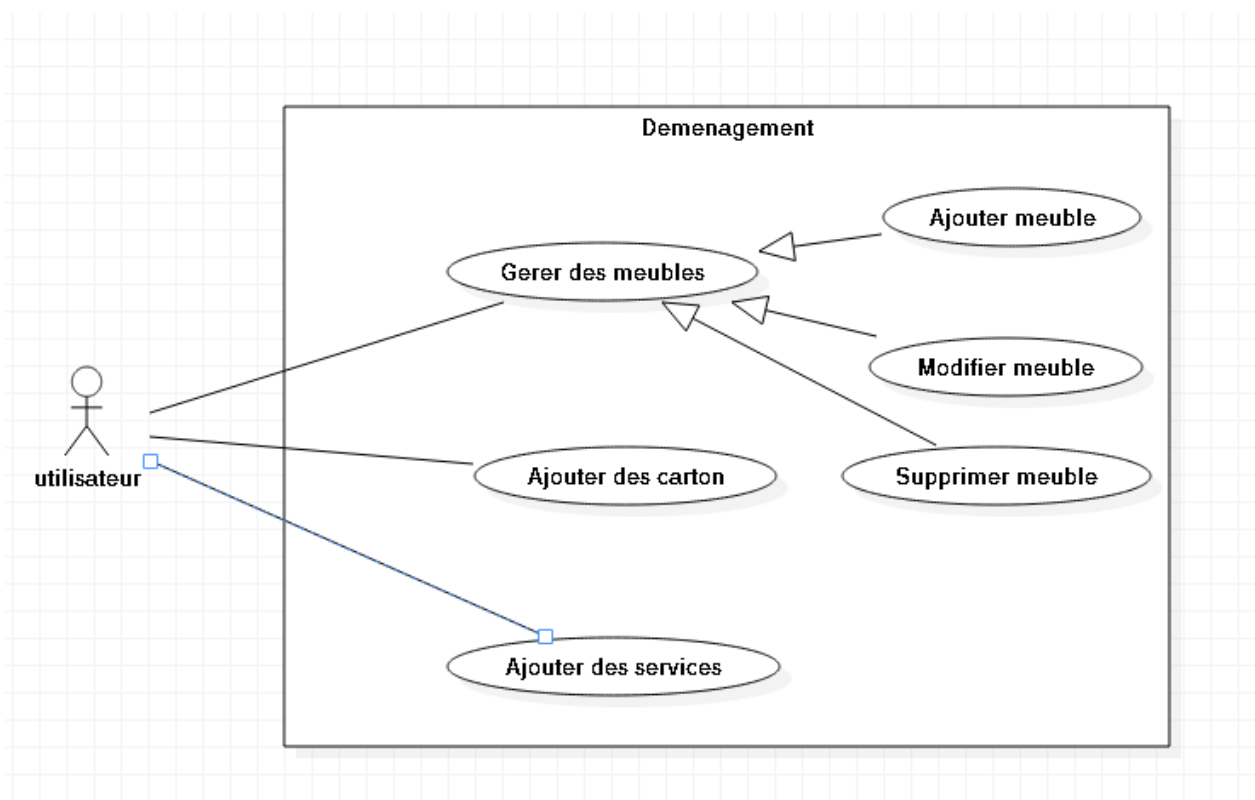 Demenagement
Ajouter meuble
Gerer des meubles
Modifier meuble
utilisateur
Ajouter des carton
Supprimer meuble
Ajouter des services